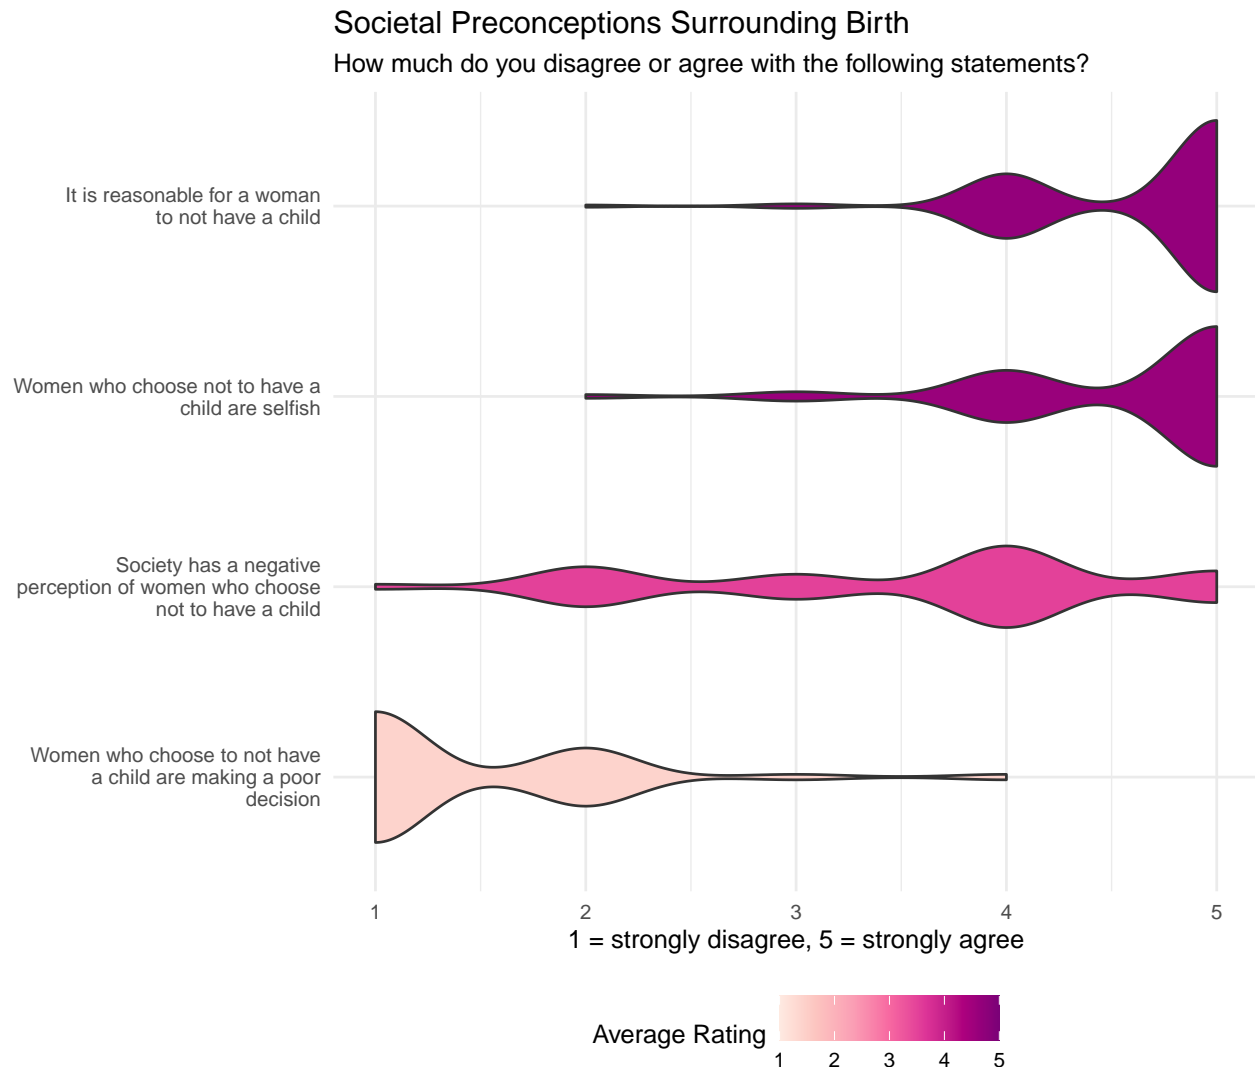 Societal Preconceptions Surrounding Birth
How much do you disagree or agree with the following statements?
It is reasonable for a woman
to not have a child
Women who choose not to have a
child are selfish
Society has a negative
perception of women who choose
not to have a child
Women who choose to not have
a child are making a poor
decision
1 2 3 4 5
1 = strongly disagree, 5 = strongly agree
Average Rating
1 2 3 4 5